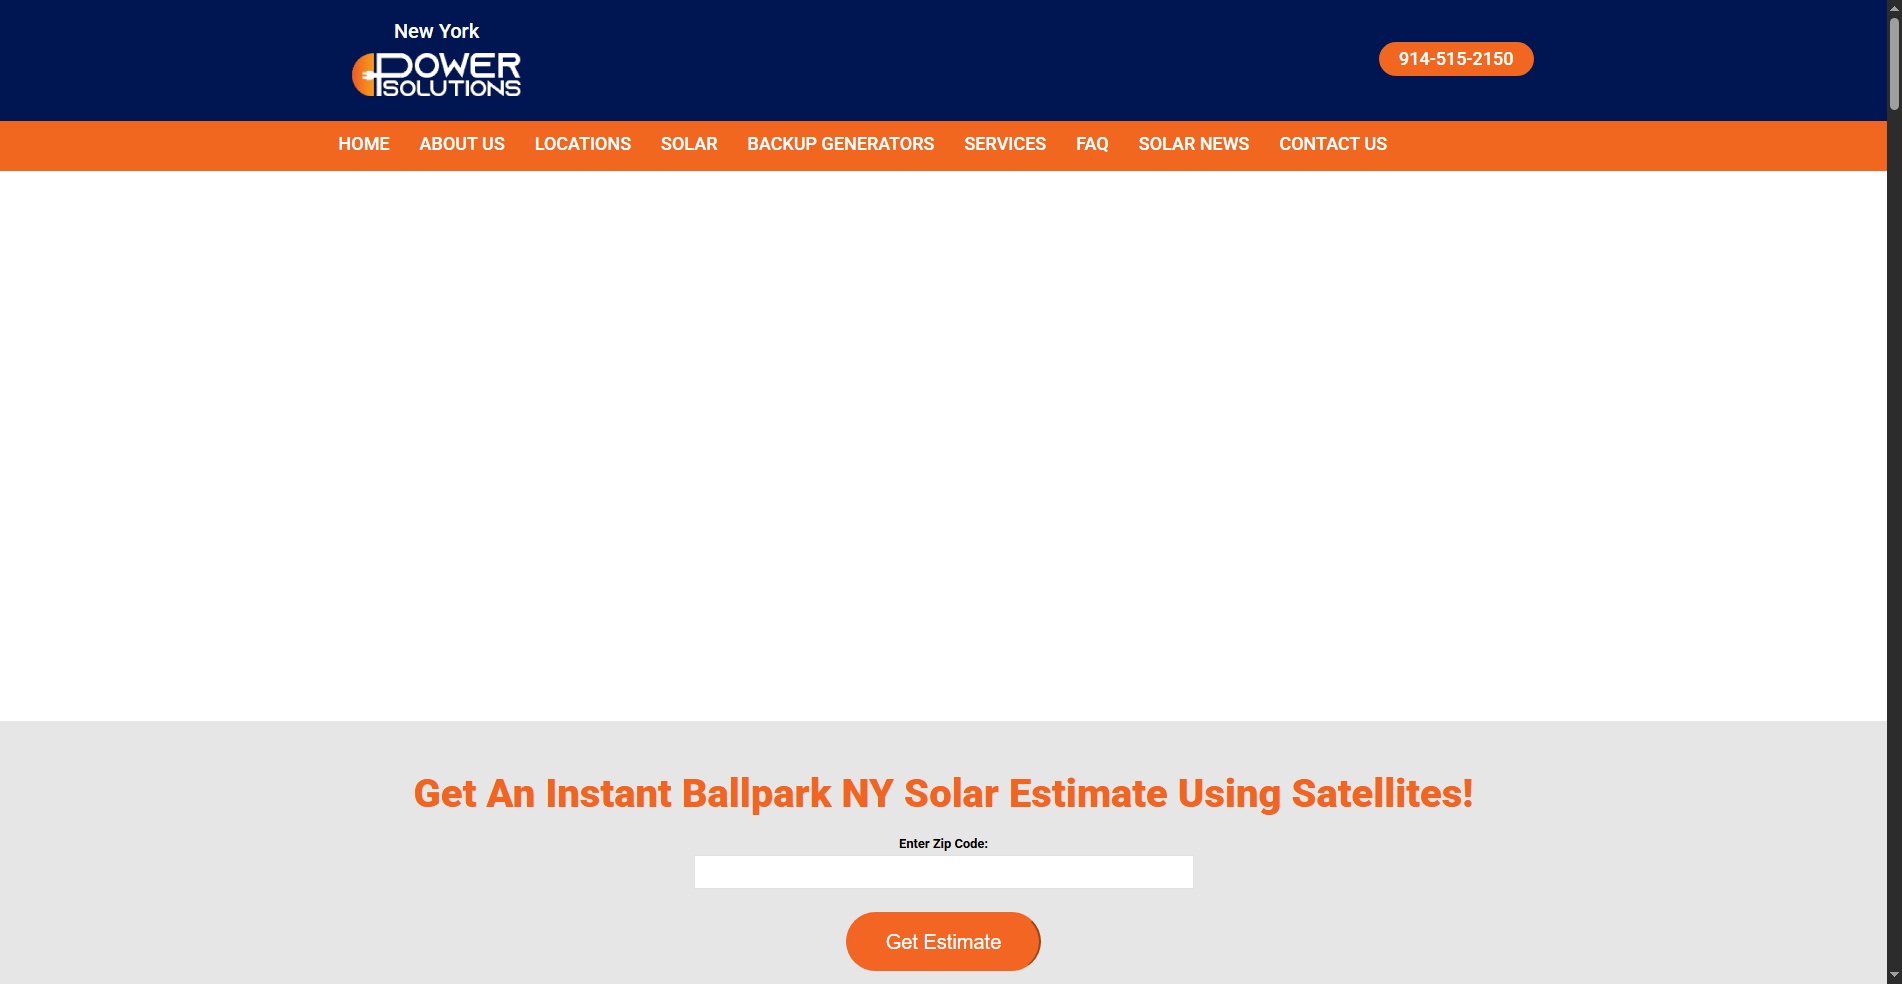 New York
POWER
SOLUTIONS
914-515-2150
HOME ABOUT US LOCATIONS SOLAR BACKUP GENERATORS SERVICES FAQ SOLAR NEWS CONTACT US
Get An Instant Ballpark NY Solar Estimate Using Satellites!
Enter Zip Code:
Get Estimate